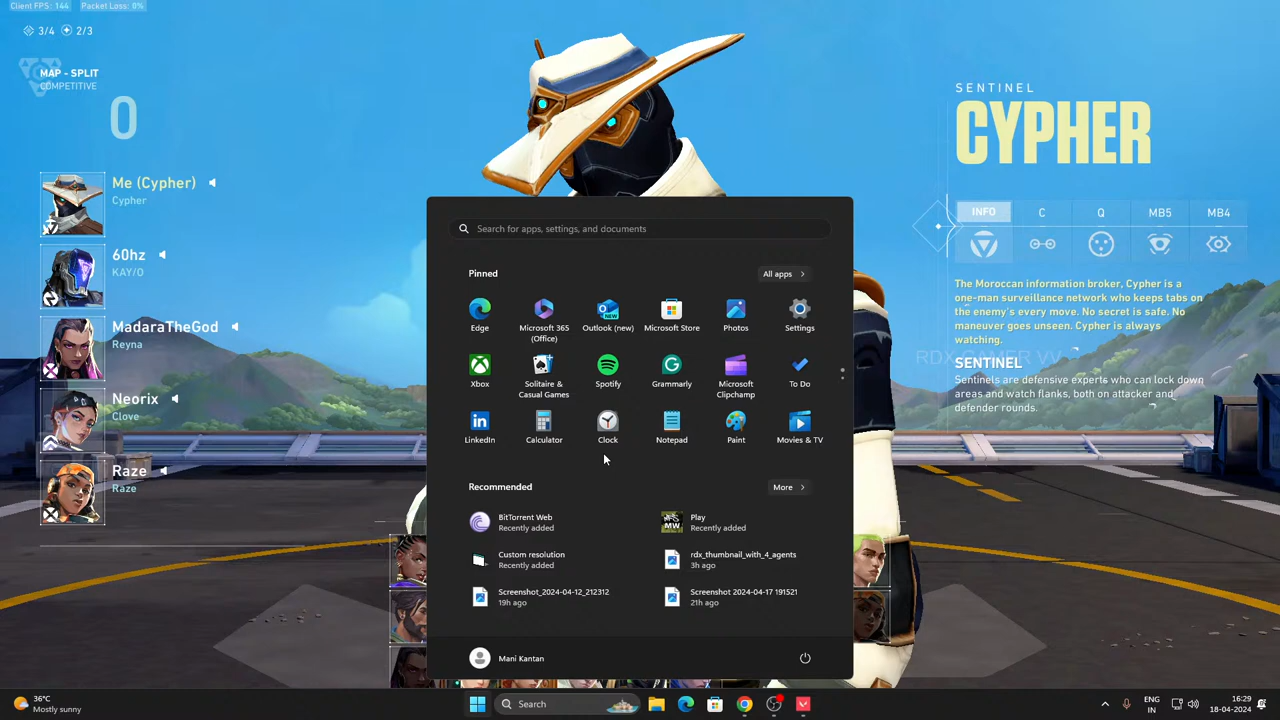 Client FPS: 144 Packet Loss: 0%
3/4 2/3
MAP - SPLIT
COMPETITIVE
0
Me (Cypher)
Cypher
60hz
KAY/O
MadaraTheGod
Reyna
Neorix
Clove
Raze
Raze
SENTINEL
CYPHER
INFO C Q MB5 MB4
The Moroccan information broker, Cypher is a
one-man surveillance network who keeps tabs on
the enemy's every move. No secret is safe. No
maneuver goes unseen. Cypher is always
watching.
RDX GAMER VV
SENTINEL
Sentinels are defensive experts who can lock down
areas and watch flanks, both on attacker and
defender rounds.
Search for apps, settings, and documents
Pinned
All apps
Edge
Microsoft 365
(Office)
Outlook (new)
NEW
Microsoft Store
Photos
Settings
Xbox
Solitaire &
Casual Games
Spotify
Grammarly
Microsoft
Clipchamp
To Do
LinkedIn
Calculator
Clock
Notepad
Paint
Movies & TV
Recommended
More
BitTorrent Web
Recently added
Play
Recently added
Custom resolution
Recently added
rdx_thumbnail_with_4_agents
3h ago
Screenshot_2024-04-12_212312
19h ago
Screenshot 2024-04-17 191521
21h ago
Mani Kantan
36°C
Mostly sunny
Search
ENG
IN
16:29
18-04-2024